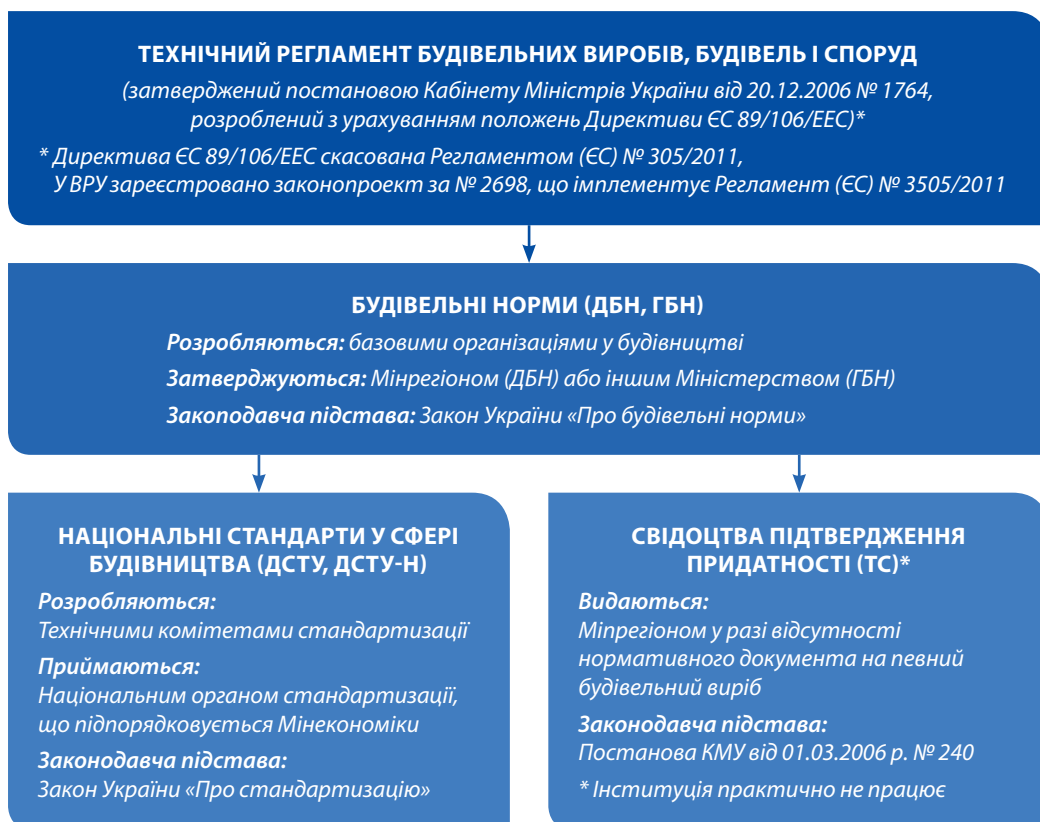 ТЕХНІЧНИЙ РЕГЛАМЕНТ БУДІВЕЛЬНИХ ВИРОБІВ, БУДІВЕЛЬ І СПОРУД
(затверджений постановою Кабінету Міністрів України від 20.12.2006 № 1764,
розроблений з урахуванням положень Директиви ЄС 89/106/ЕЕС)*
* Директива ЄС 89/106/ЕЕС скасована Регламентом (ЄС) № 305/2011,
У ВРУ зареєстровано законопроект за № 2698, що імплементує Регламент (ЄС) № 3505/2011
БУДІВЕЛЬНІ НОРМИ (ДБН, ГБН)
Розробляються: базовими організаціями у будівництві
Затверджуються: Мінрегіоном (ДБН) або іншим Міністерством (ГБН)
Закоподавча підстава: Закон України «Про будівельні норми»
НАЦІОНАЛЬНІ СТАНДАРТИ У СФЕРІ
БУДІВНИЦТВА (ДСТУ, ДСТУ-Н)
Розробляються:
Технічними комітетами стандартизації
Приймаються:
Національним органом стандартизації,
що підпорядковується Мінекономіки
Законодавча підстава:
Закон України «Про стандартизацію»
СВІДОЦТВА ПІДТВЕРДЖЕННЯ
ПРИДАТНОСТІ (ТС)*
Видаються:
Міпрегіоном у разі відсутності
нормативного документа на певний
будівельний виріб
Законодавча підстава:
Постанова КМУ від 01.03.2006 р. № 240
* Інституція практично не працює